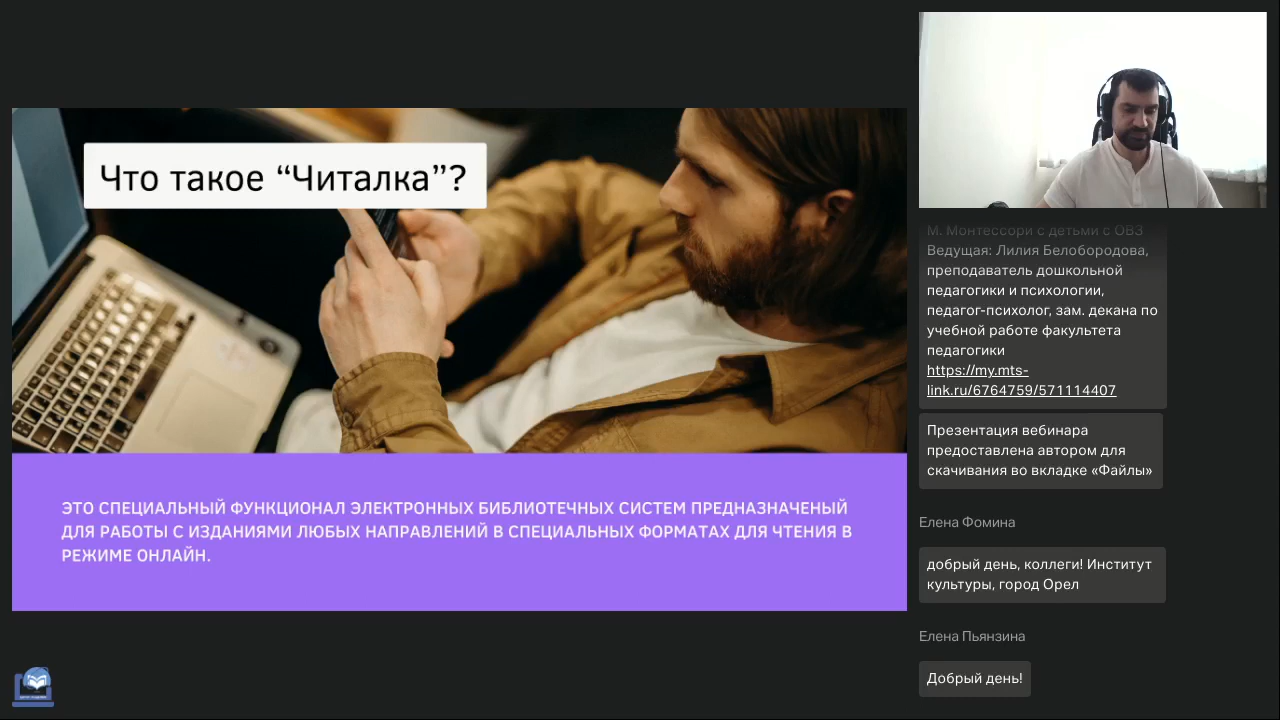 Что такое “Читалка”?
ЭТО СПЕЦИАЛЬНЫЙ ФУНКЦИОНАЛ ЭЛЕКТРОННЫХ БИБЛИОТЕЧНЫХ СИСТЕМ ПРЕДНАЗНАЧЕНЫЙ
ДЛЯ РАБОТЫ С ИЗДАНИЯМИ ЛЮБЫХ НАПРАВЛЕНИЙ В СПЕЦИАЛЬНЫХ ФОРМАТАХ ДЛЯ ЧТЕНИЯ В
РЕЖИМЕ ОНЛАЙН.
М. Монтессори с детьми с ОВЗ
Ведущая: Лилия Белобородова,
преподаватель дошкольной
педагогики и психологии,
педагог-психолог, зам. декана по
учебной работе факультета
педагогики
https://my.mts-
link.ru/6764759/571114407
Презентация вебинара
предоставлена автором для
скачивания во вкладке «Файлы»
Елена Фомина
добрый день, коллеги! Институт
культуры, город Орел
Елена Пьянзина
Добрый день!